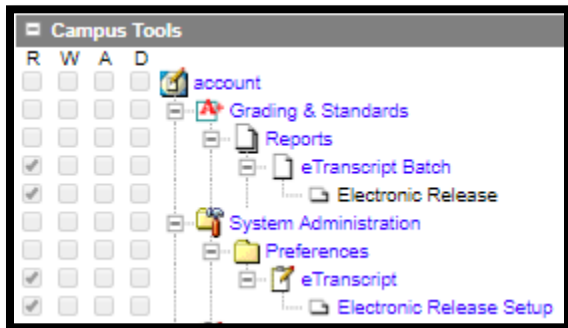 Campus Tools
R W A D
account
Grading & Standards
Reports
eTranscript Batch
Electronic Release
System Administration
Preferences
eTranscript
Electronic Release Setup